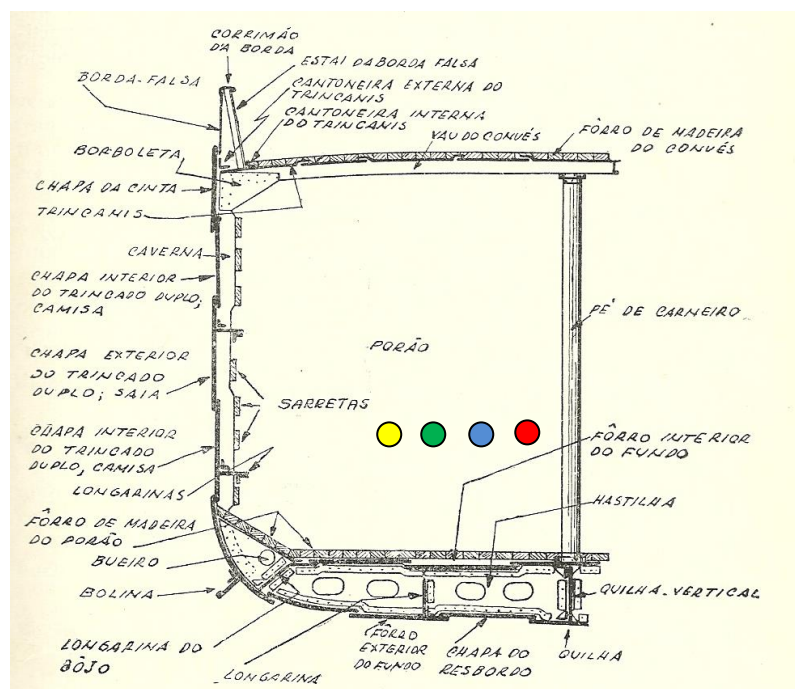 CORRIMÃO
DA BORDA
ESTAI DA BORDA FALSA
BORDA-FALSA
CANTONEIRA EXTERNA DO
TRINCANIS
CANTONEIRA INTERNA
DO TRINCANIS
VAU DO CONVÉS
FÔRRO DE MADEIRA
DO CONVÉS
BORBOLETA
CHAPA DA CINTA
TRINCANIS
CAVERNA
CHAPA INTERIOR
DO TRINCADO DUPLO;
CAMISA
PE' DE CARNEIRO
PORÃO
CHAPA EXTERIOR
DO TRINCADO
DUPLO; SAIA
SARRETAS
CHAPA INTERIOR
DO TRINCADO
DUPLO, CAMISA
FÔRRO INTERIOR
DO FUNDO
LONGARINAS
HASTILHA
FÔRRO DE MADEIRA
DO PORÃO
BUEIRO
BOLINA
QUILHA-VERTICAL
LONGARINA DO
BÔJO
LONGARINA
FÔRRO
EXTERIOR
DO FUNDO
CHAPA DO
RESBORDO
QUILHA